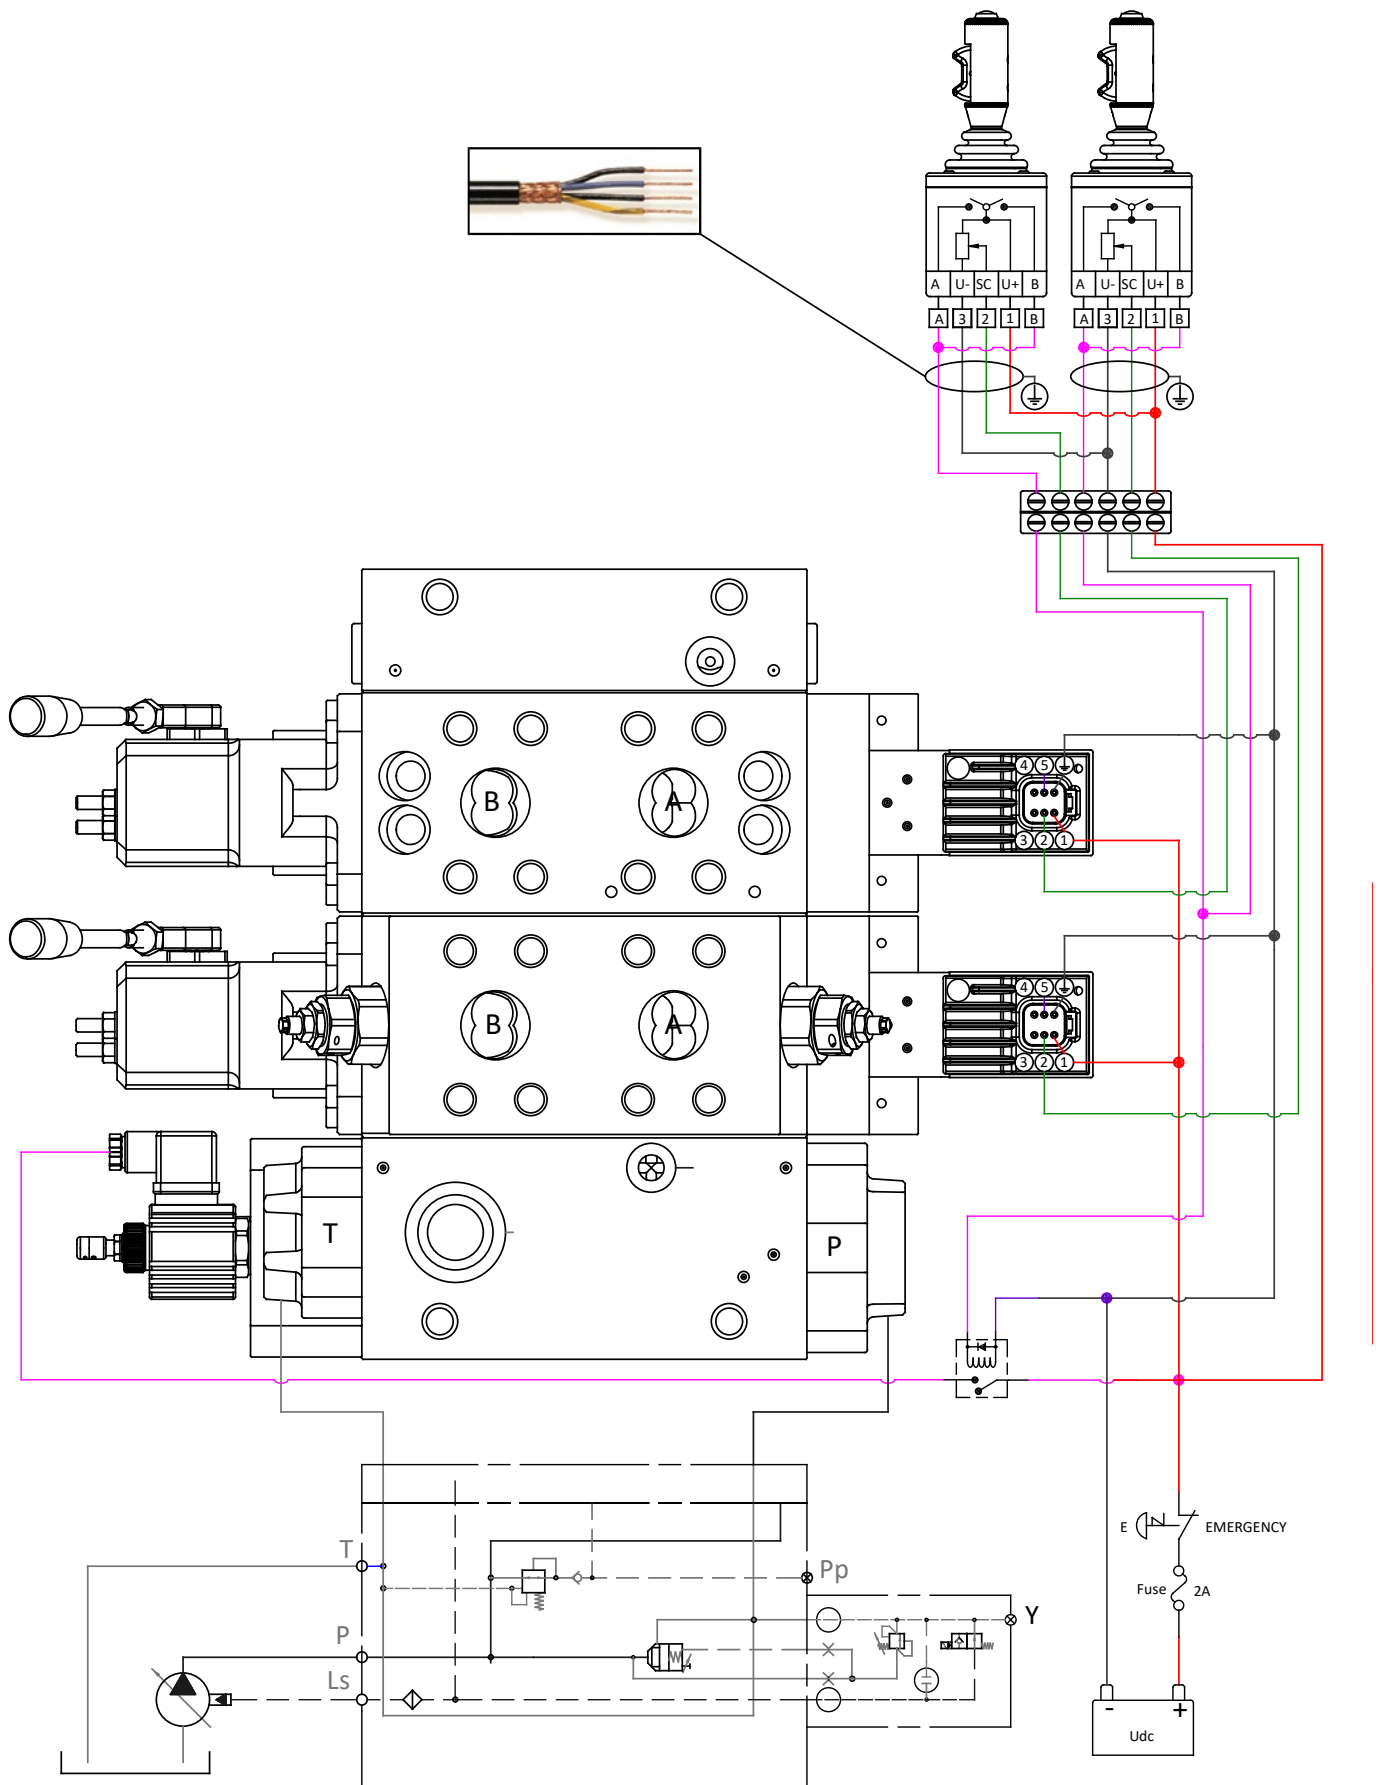 A U- SC U+ B A U- SC U+ B
A 3 2 1 B A 3 2 1 B
B A
4 5
3 2 1
B A
4 5
3 2 1
T P
E EMERGENCY
Fuse 2A
T
Pp
Y
P
Ls
- +
Udc